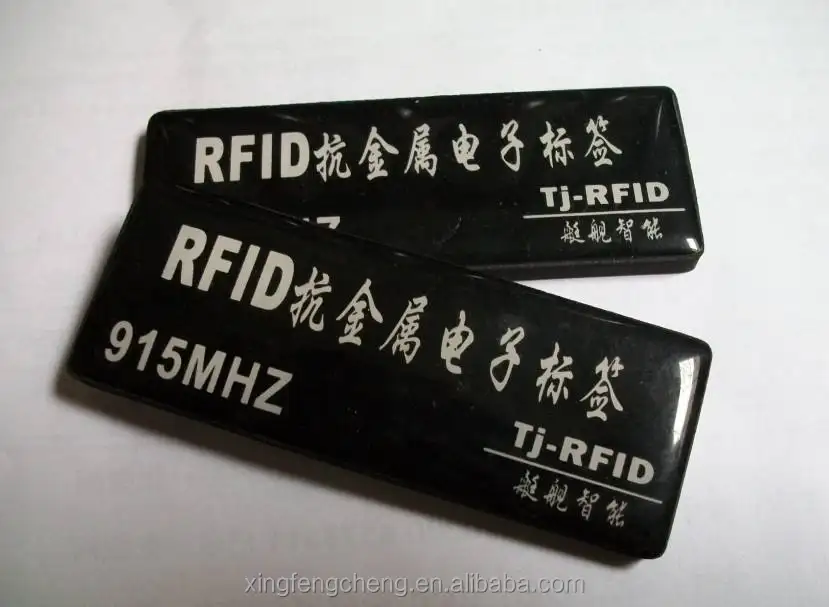 RFID抗金属电子标签
Tj-RFID
艇舰智能
RFID抗金属电子标签
915MHZ
Tj-RFID
艇舰智能
xingfengcheng.en.alibaba.com